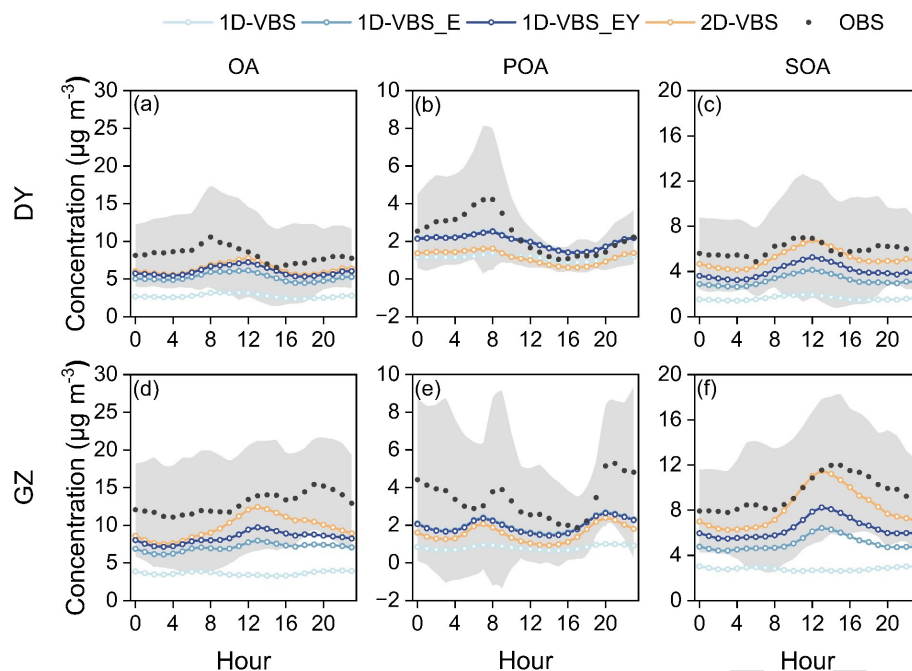 1D-VBS 1D-VBS_E 1D-VBS_EY 2D-VBS OBS
OA POA SOA
DY
Concentration (µg m⁻³)
(a)
30
25
20
15
10
5
0
0 4 8 12 16 20
(b)
10
8
6
4
2
0
−2
0 4 8 12 16 20
(c)
20
16
12
8
4
0
0 4 8 12 16 20
GZ
Concentration (µg m⁻³)
(d)
30
25
20
15
10
5
0
0 4 8 12 16 20
Hour
(e)
10
8
6
4
2
0
−2
0 4 8 12 16 20
Hour
(f)
20
16
12
8
4
0
0 4 8 12 16 20
Hour